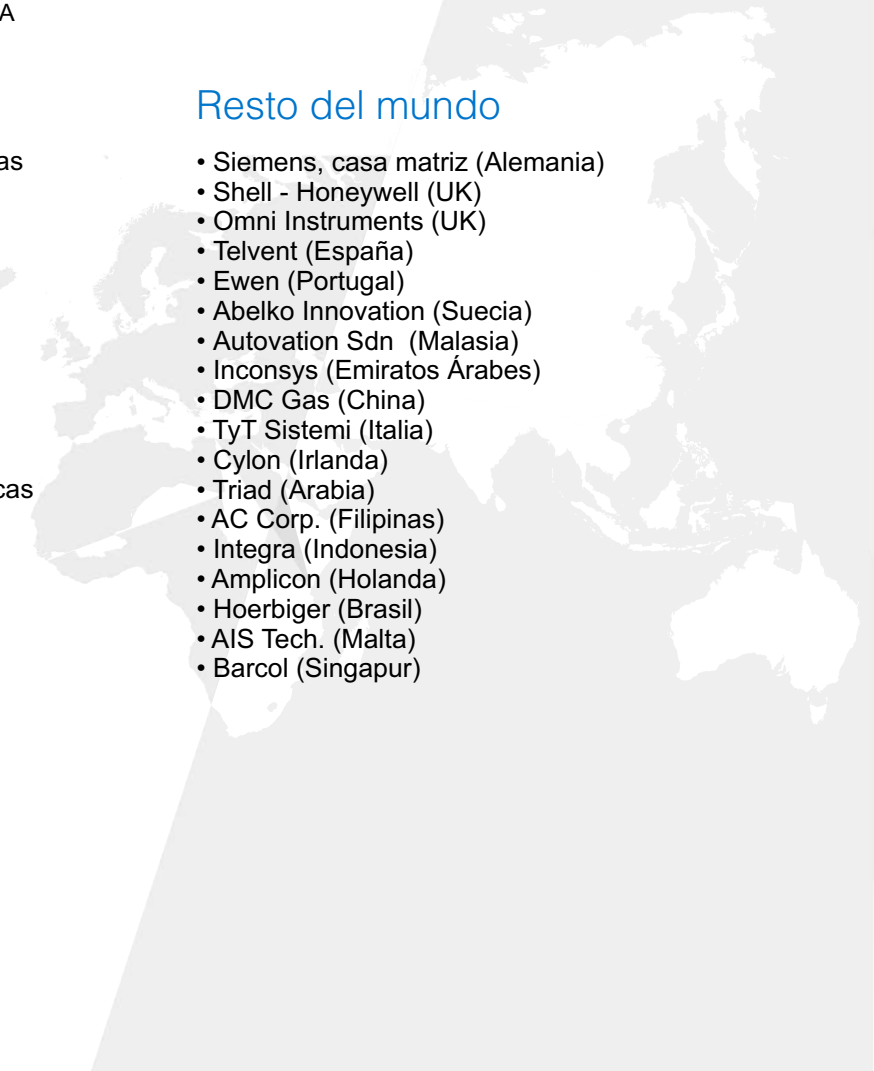 A
Resto del mundo
as
• Siemens, casa matriz (Alemania)
• Shell - Honeywell (UK)
• Omni Instruments (UK)
• Telvent (España)
• Ewen (Portugal)
• Abelko Innovation (Suecia)
• Autovation Sdn  (Malasia)
• Inconsys (Emiratos Árabes)
• DMC Gas (China)
• TyT Sistemi (Italia)
• Cylon (Irlanda)
cas
• Triad (Arabia)
• AC Corp. (Filipinas)
• Integra (Indonesia)
• Amplicon (Holanda)
• Hoerbiger (Brasil)
• AIS Tech. (Malta)
• Barcol (Singapur)